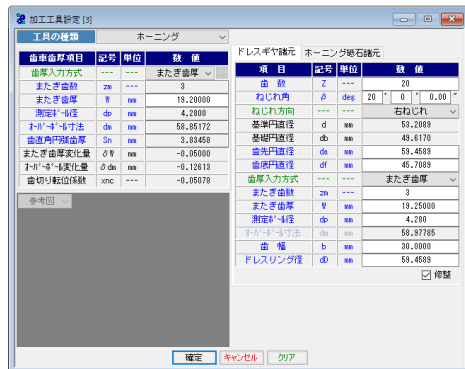 加工工具設定 [3]
工具の種類 ホーニング
歯車歯厚項目 記号 単位 数 値
歯厚入力方式 --- --- またぎ歯厚
またぎ歯数 zm --- 3
またぎ歯厚 W mm 19.20000
測定ボール径 dp mm 4.2800
オーバーボール寸法 dm mm 58.85172
歯直角円弧歯厚 Sn mm 3.83458
またぎ歯厚変化量 ∂W mm -0.05000
オーバーボール変化量 ∂dm mm -0.12613
歯切り転位係数 xnc --- -0.05078
参考図
ドレスギヤ諸元 ホーニング砥石諸元
項 目 記号 単位 数 値
歯 数 Z --- 20
ねじれ角 β deg 20 ° 0 ' 0.00 "
ねじれ方向 --- --- 右ねじれ
基準円直径 d mm 53.2089
基礎円直径 db mm 49.6170
歯先円直径 da mm 59.4589
歯底円直径 df mm 45.7089
歯厚入力方式 --- --- またぎ歯厚
またぎ歯数 zm --- 3
またぎ歯厚 W mm 19.25000
測定ボール径 dp mm 4.280
オーバーボール寸法 dm mm 58.97785
歯 幅 b mm 30.0000
ドレスリング径 dD mm 59.4589
修整
確定 キャンセル クリア